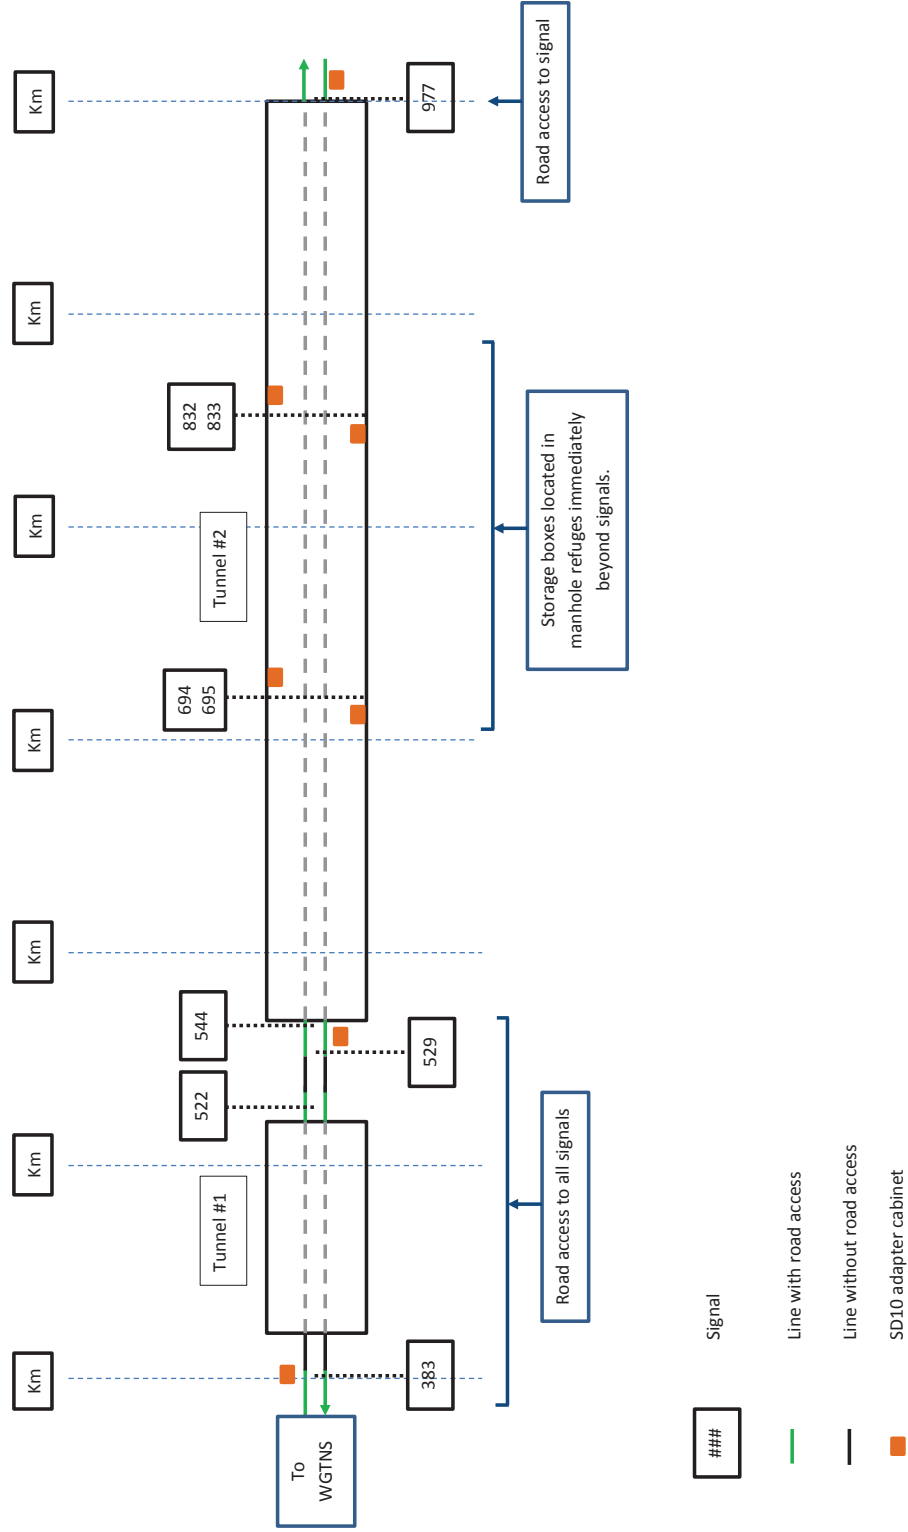 Km
Km
Km
Km
Km
Km
Km
Tunnel #1
522
544
694
695
Tunnel #2
832
833
To
WGTNS
383
529
977
Road access to all signals
Storage boxes located in
manhole refuges immediately
beyond signals.
Road access to signal
###
Signal
Line with road access
Line without road access
SD10 adapter cabinet